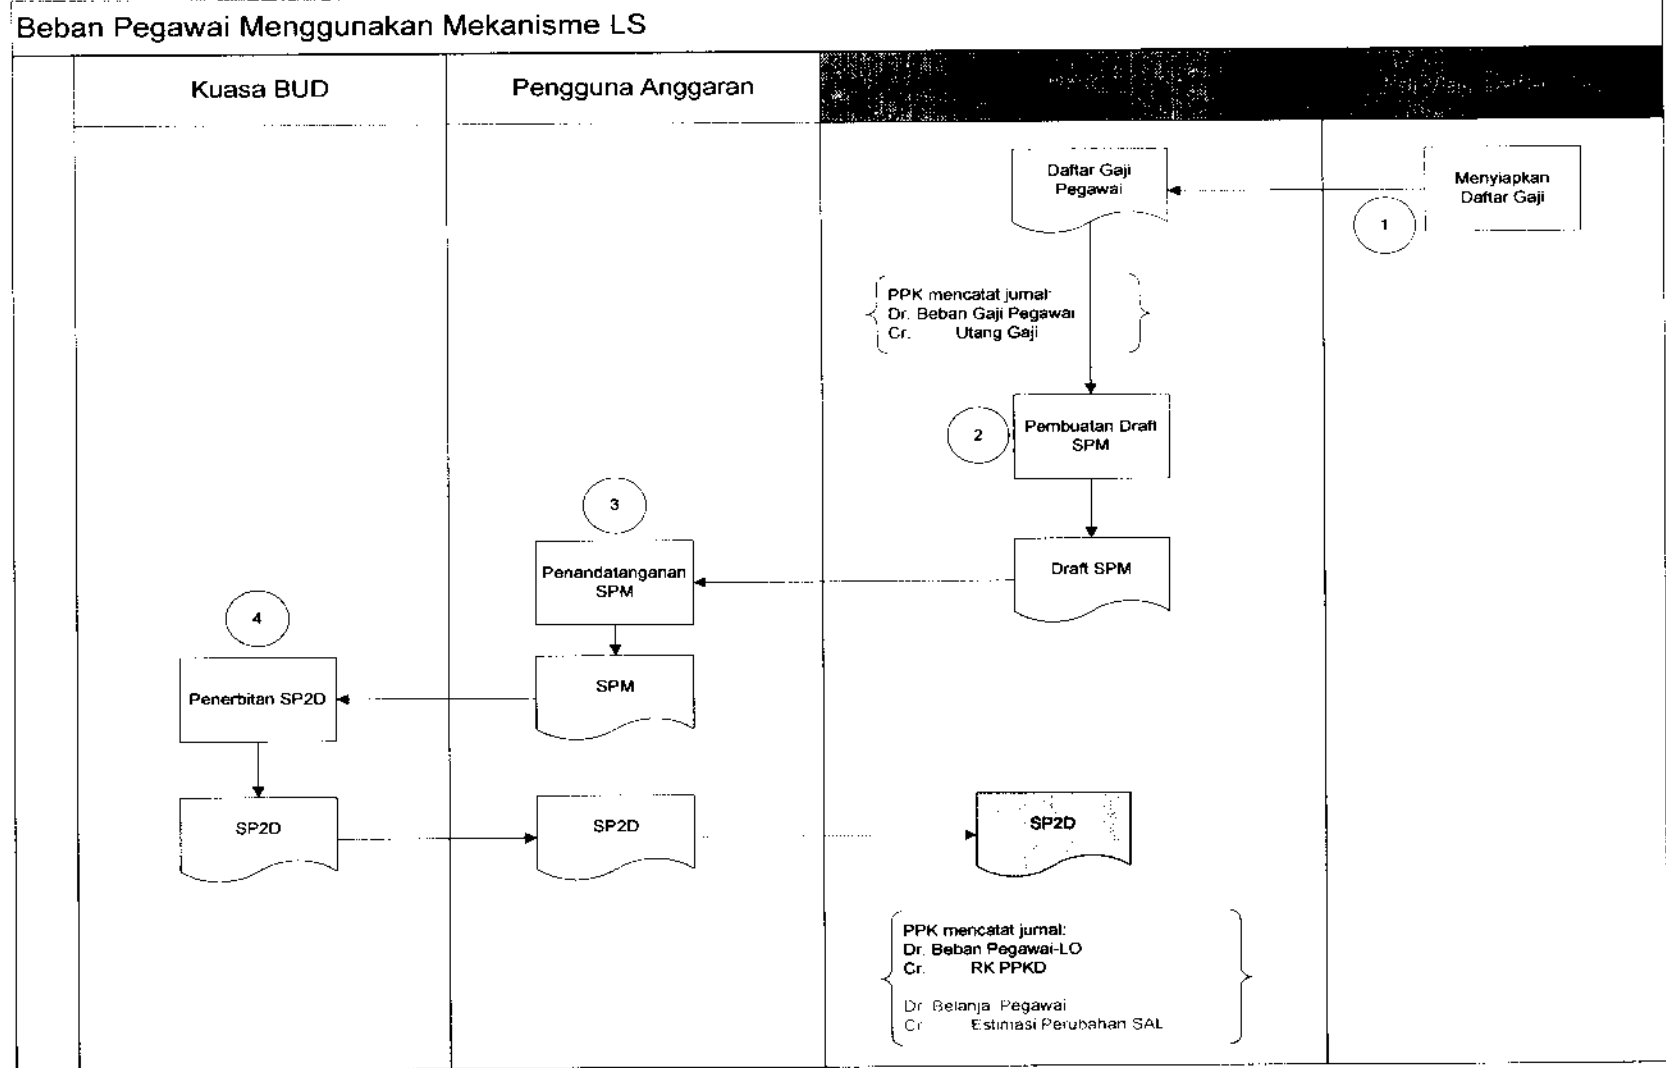 Beban Pegawai Menggunakan Mekanisme LS
Kuasa BUD
Pengguna Anggaran
Daftar Gaji
Pegawai
Menyiapkan
Daftar Gaji
1
PPK mencatat jurnal:
Dr. Beban Gaji Pegawai
Cr. Utang Gaji
2
Pembuatan Draft
SPM
3
Penandatanganan
SPM
Draft SPM
4
Penerbitan SP2D
SPM
SP2D
SP2D
SP2D
PPK mencatat jurnal:
Dr. Beban Pegawai-LO
Cr. RK PPKD
Dr Belanja Pegawai
Cr Estimasi Perubahan SAL